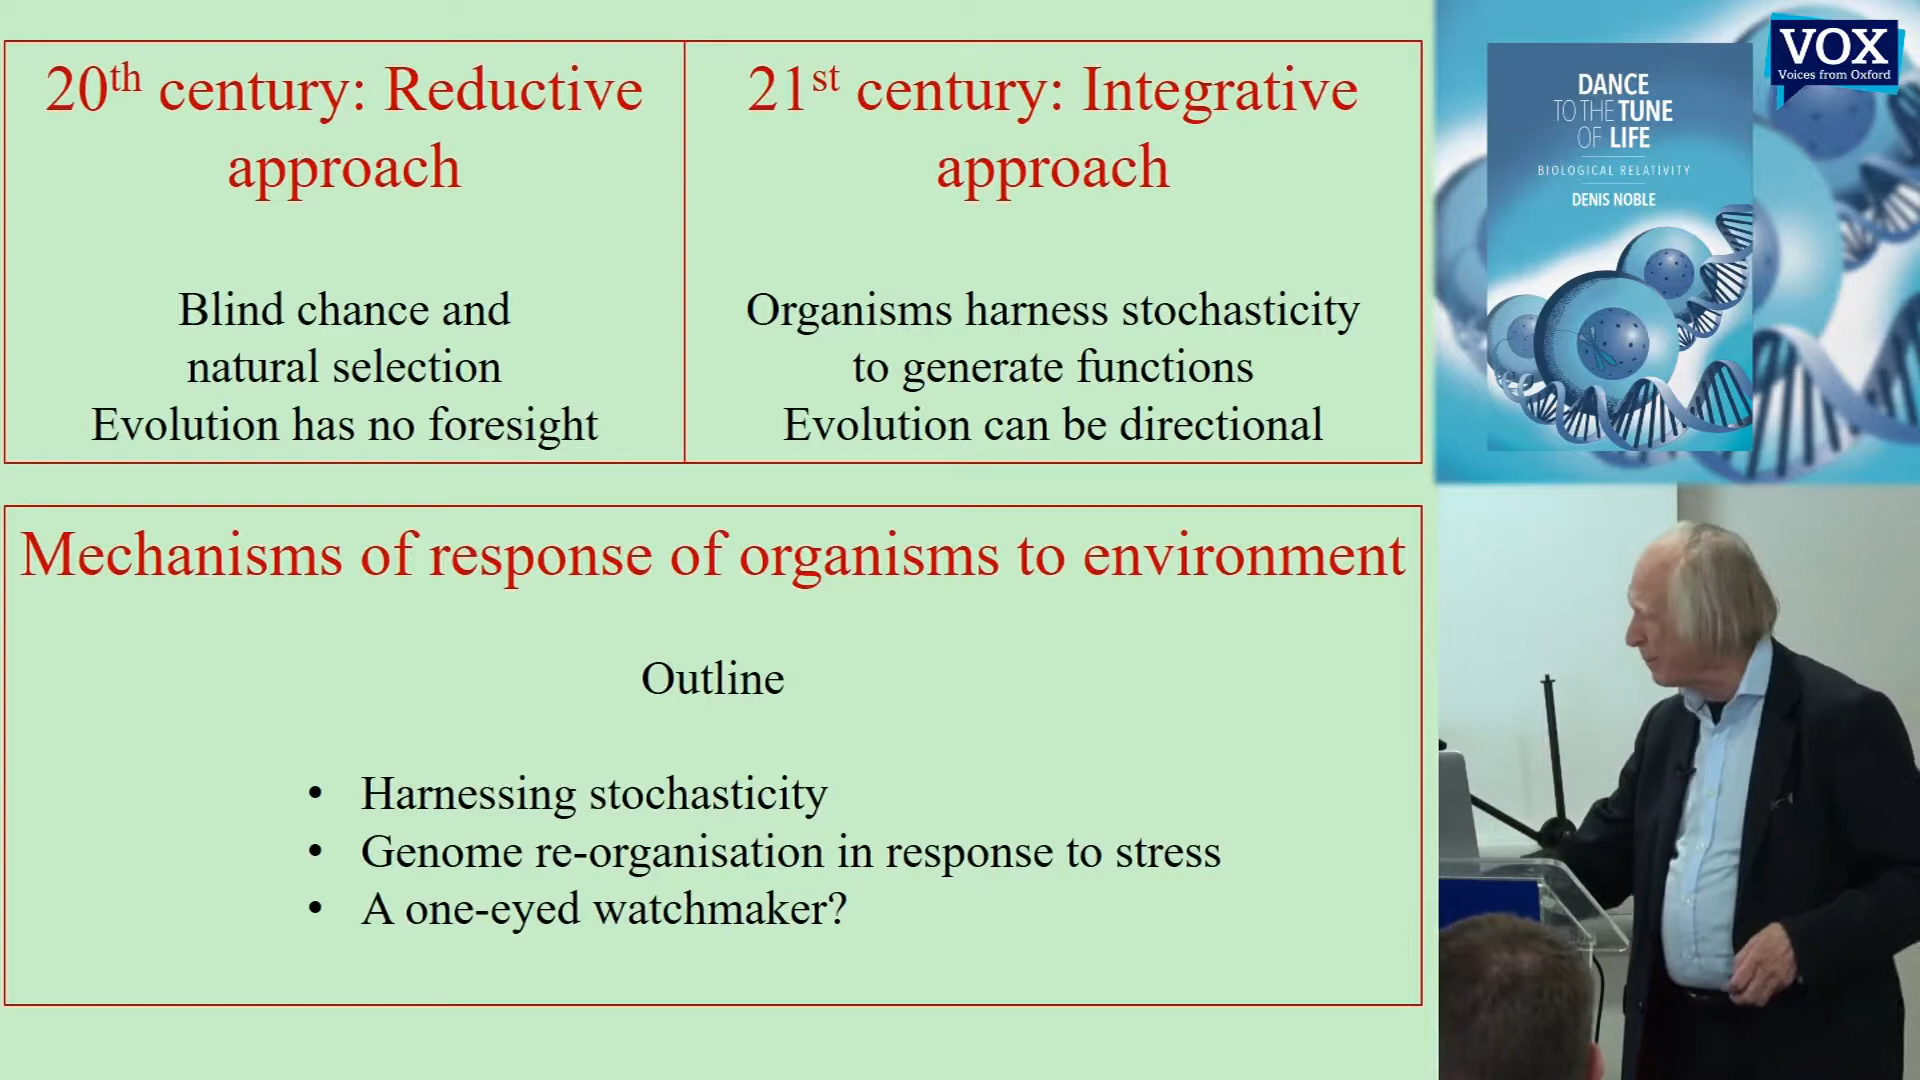 20th century: Reductive
approach
Blind chance and
natural selection
Evolution has no foresight
21st century: Integrative
approach
Organisms harness stochasticity
to generate functions
Evolution can be directional
Mechanisms of response of organisms to environment
Outline
• Harnessing stochasticity
• Genome re-organisation in response to stress
• A one-eyed watchmaker?
DANCE
TO THE TUNE
OF LIFE
BIOLOGICAL RELATIVITY
DENIS NOBLE
VOX
Voices from Oxford